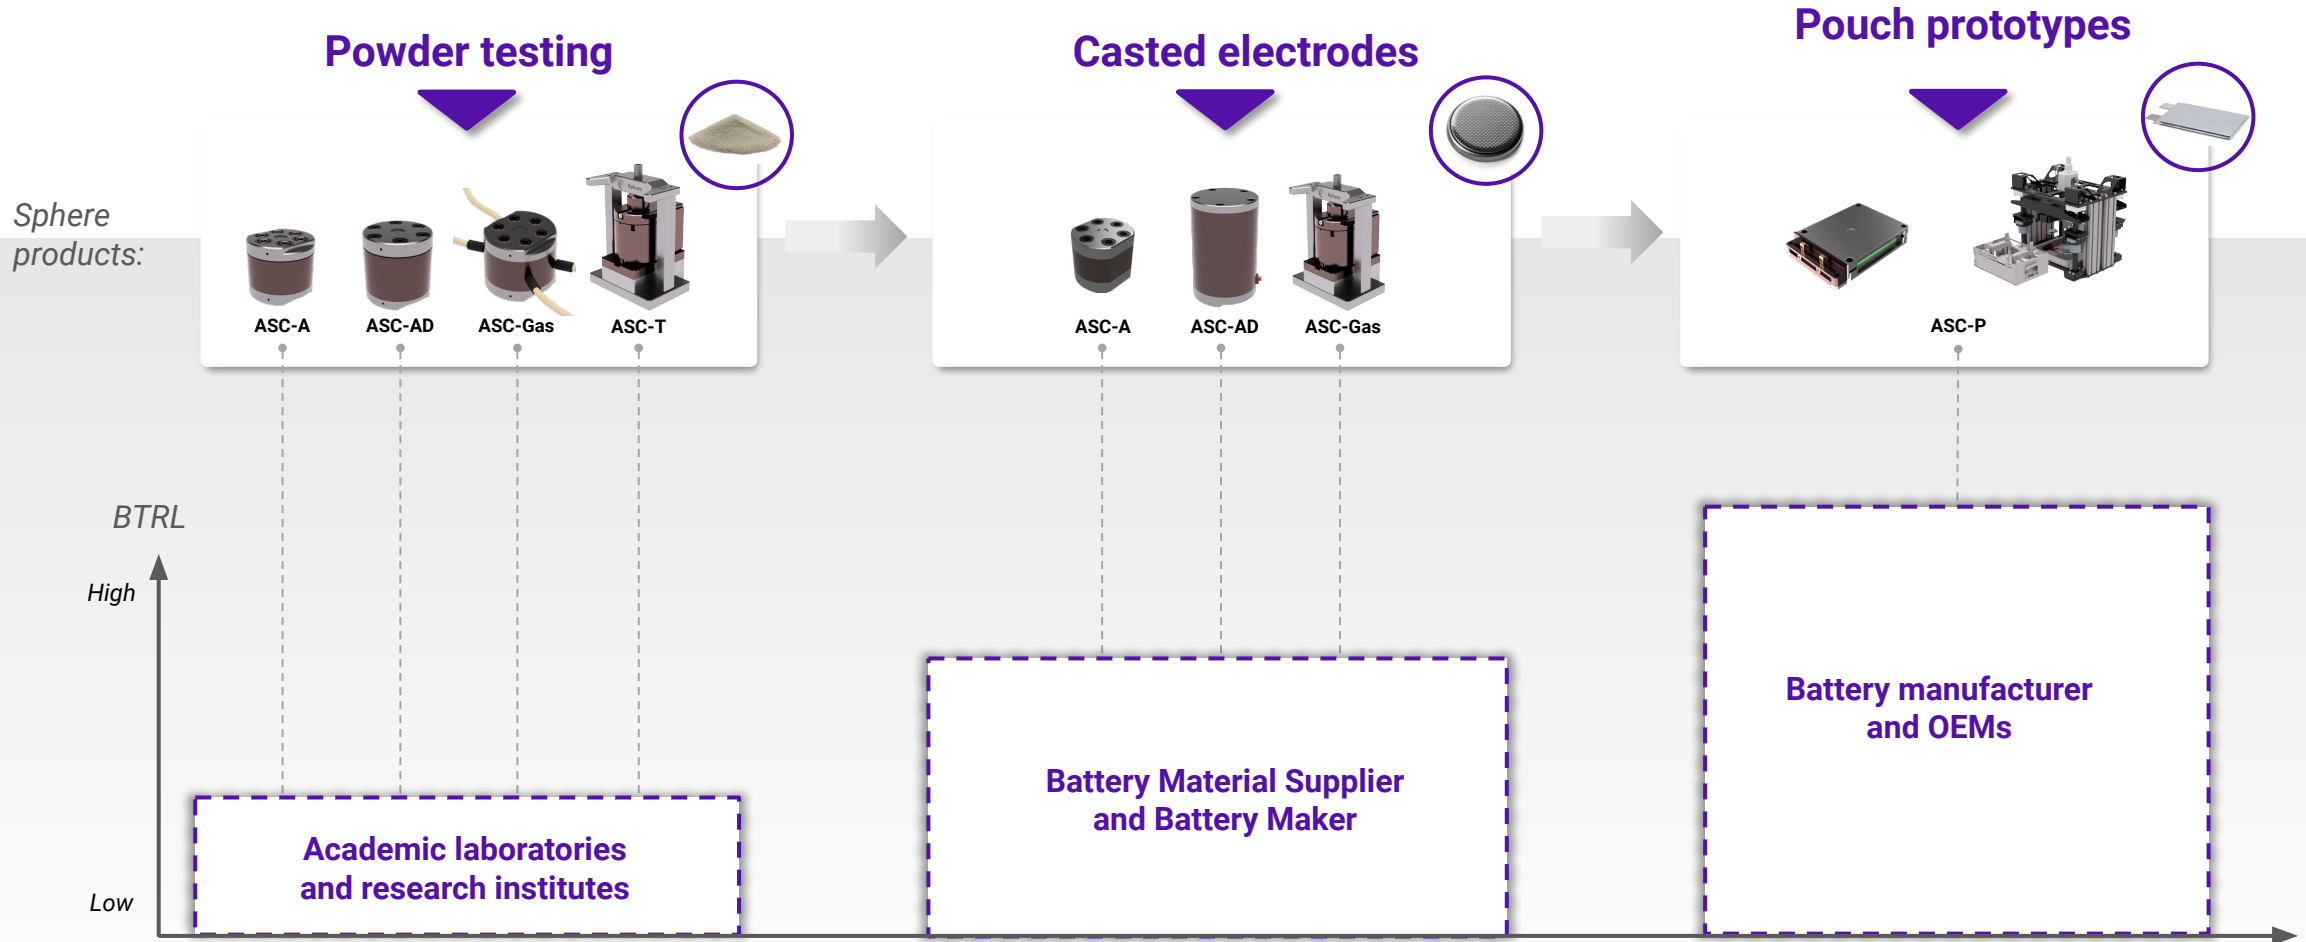 Powder testing
Casted electrodes
Pouch prototypes
Sphere
products:
Sphere
Sphere
ASC-A
ASC-AD
ASC-Gas
ASC-T
ASC-A
ASC-AD
ASC-Gas
ASC-P
BTRL
High
Low
Academic laboratories
and research institutes
Battery Material Supplier
and Battery Maker
Battery manufacturer
and OEMs